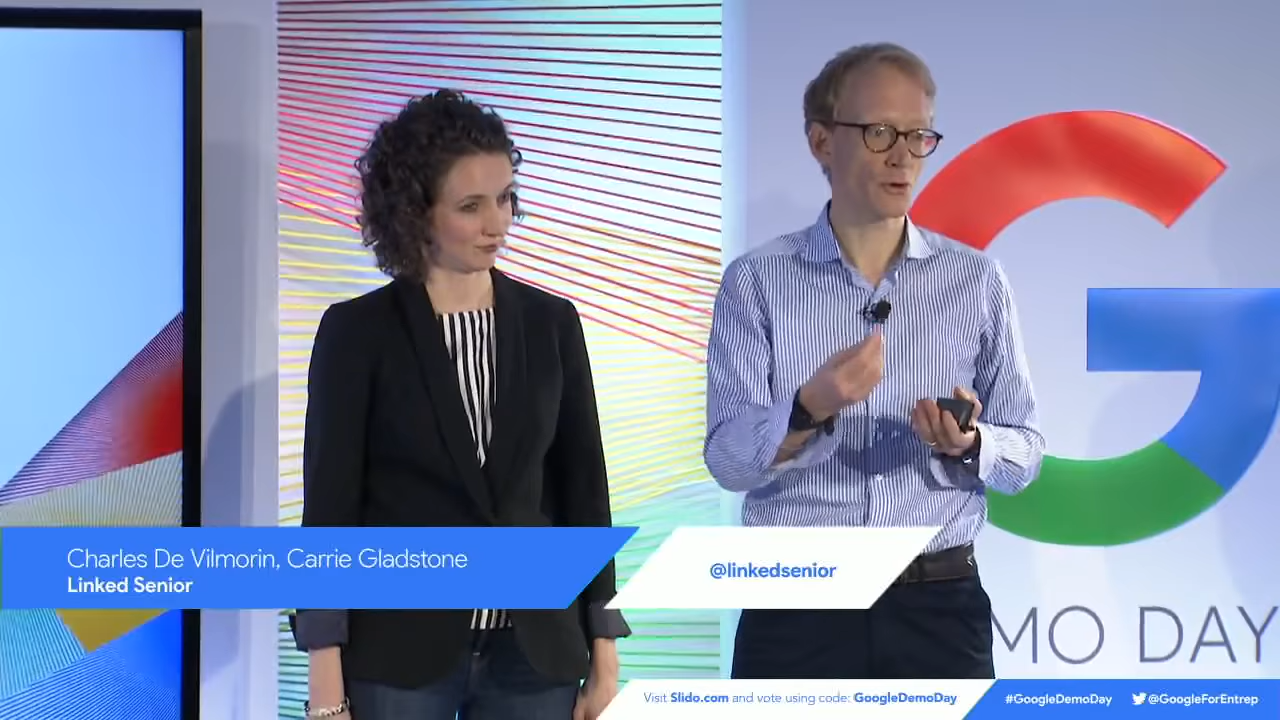 Charles De Vilmorin, Carrie Gladstone
Linked Senior
@linkedsenior
MO DAY
Visit Slido.com and vote using code: GoogleDemoDay
#GoogleDemoDay
@GoogleForEntrep